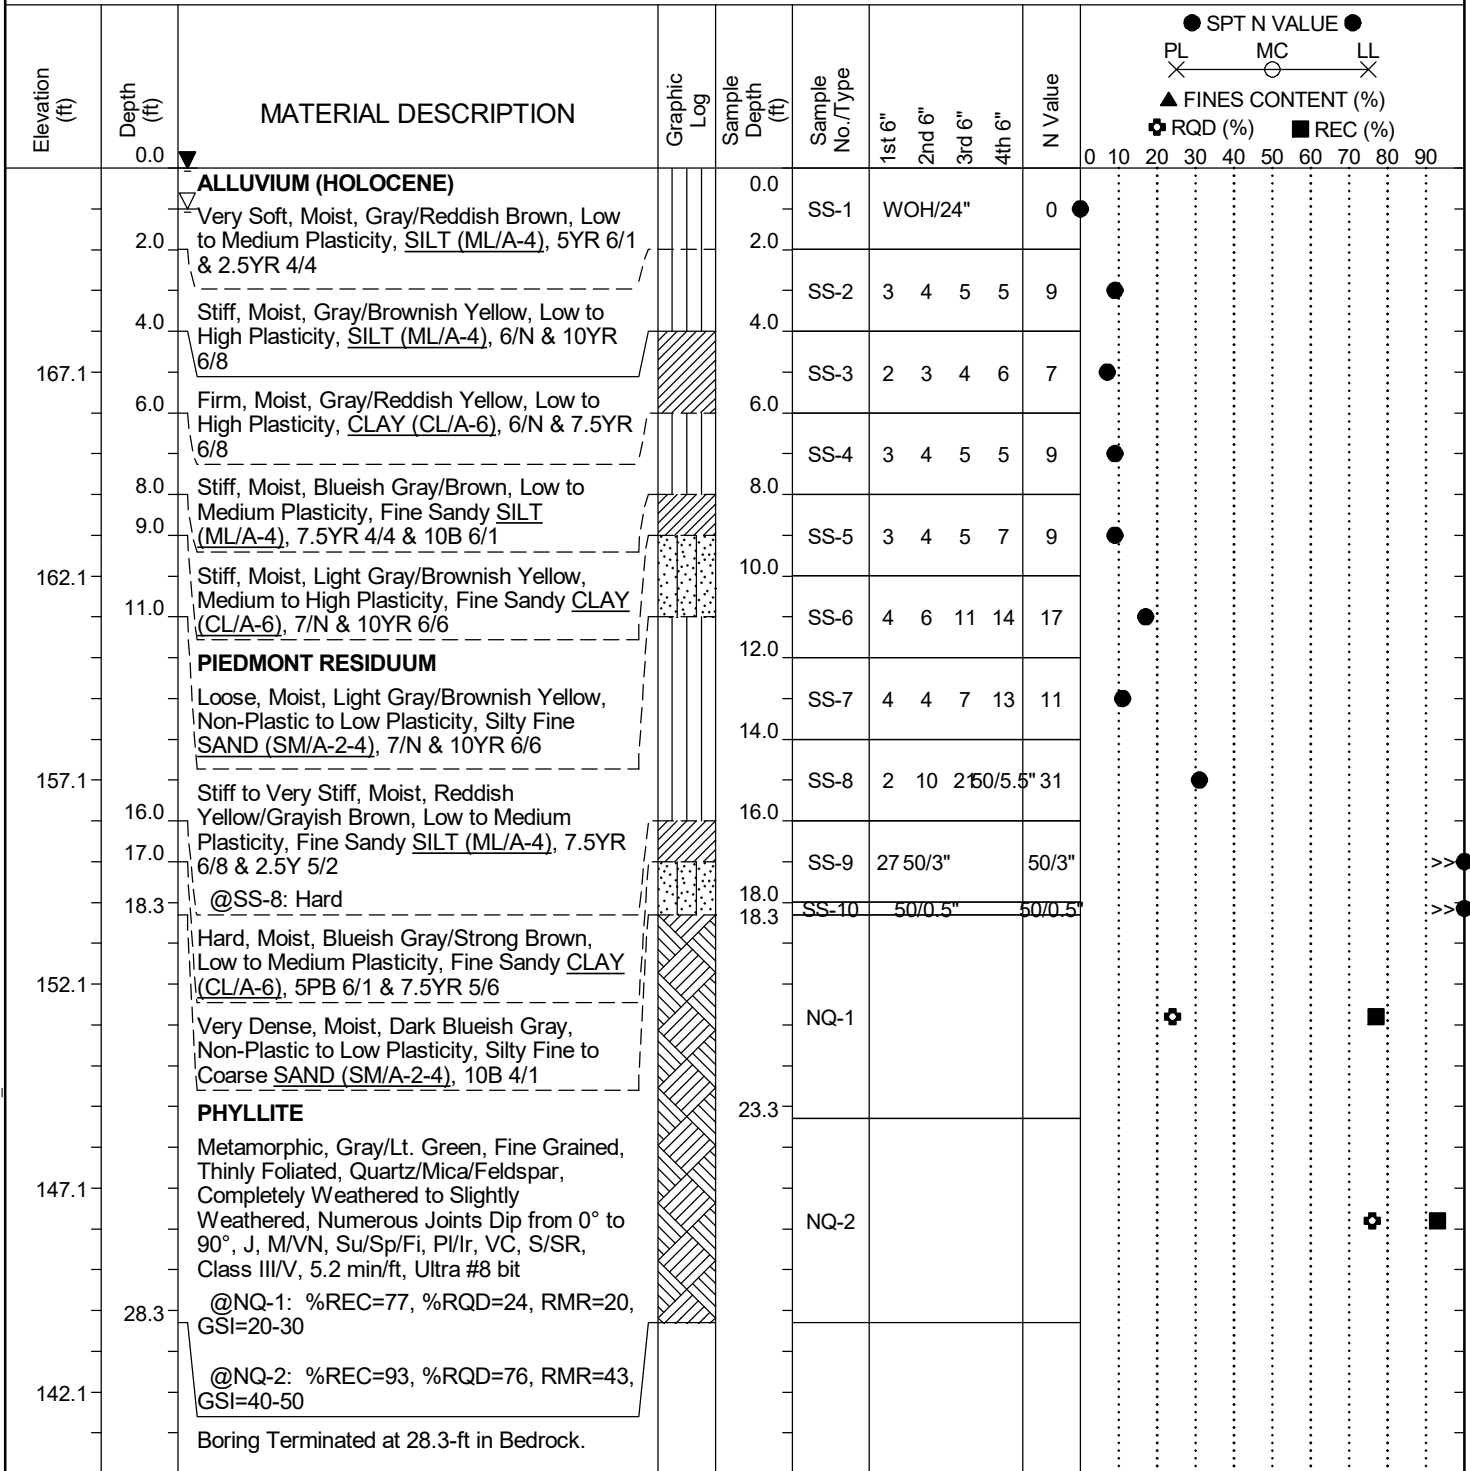 ● SPT N VALUE ●
PL MC LL
▲ FINES CONTENT (%)
RQD (%) ■ REC (%)
Elevation (ft)
Depth (ft)
MATERIAL DESCRIPTION
Graphic Log
Sample Depth (ft)
Sample No./Type
1st 6"
2nd 6"
3rd 6"
4th 6"
N Value
0 10 20 30 40 50 60 70 80 90
0.0
ALLUVIUM (HOLOCENE)
Very Soft, Moist, Gray/Reddish Brown, Low
to Medium Plasticity, SILT (ML/A-4), 5YR 6/1
& 2.5YR 4/4
2.0
Stiff, Moist, Gray/Brownish Yellow, Low to
High Plasticity, SILT (ML/A-4), 6/N & 10YR
6/8
4.0
167.1
Firm, Moist, Gray/Reddish Yellow, Low to
High Plasticity, CLAY (CL/A-6), 6/N & 7.5YR
6/8
6.0
Stiff, Moist, Blueish Gray/Brown, Low to
Medium Plasticity, Fine Sandy SILT
(ML/A-4), 7.5YR 4/4 & 10B 6/1
8.0
9.0
162.1
Stiff, Moist, Light Gray/Brownish Yellow,
Medium to High Plasticity, Fine Sandy CLAY
(CL/A-6), 7/N & 10YR 6/6
11.0
PIEDMONT RESIDUUM
Loose, Moist, Light Gray/Brownish Yellow,
Non-Plastic to Low Plasticity, Silty Fine
SAND (SM/A-2-4), 7/N & 10YR 6/6
157.1
Stiff to Very Stiff, Moist, Reddish
Yellow/Grayish Brown, Low to Medium
Plasticity, Fine Sandy SILT (ML/A-4), 7.5YR
6/8 & 2.5Y 5/2
@SS-8: Hard
16.0
17.0
18.3
Hard, Moist, Blueish Gray/Strong Brown,
Low to Medium Plasticity, Fine Sandy CLAY
(CL/A-6), 5PB 6/1 & 7.5YR 5/6
152.1
Very Dense, Moist, Dark Blueish Gray,
Non-Plastic to Low Plasticity, Silty Fine to
Coarse SAND (SM/A-2-4), 10B 4/1
PHYLLITE
Metamorphic, Gray/Lt. Green, Fine Grained,
Thinly Foliated, Quartz/Mica/Feldspar,
Completely Weathered to Slightly
Weathered, Numerous Joints Dip from 0° to
90°, J, M/VN, Su/Sp/Fi, Pl/Ir, VC, S/SR,
Class III/V, 5.2 min/ft, Ultra #8 bit
147.1
@NQ-1: %REC=77, %RQD=24, RMR=20,
GSI=20-30
28.3
@NQ-2: %REC=93, %RQD=76, RMR=43,
GSI=40-50
142.1
Boring Terminated at 28.3-ft in Bedrock.
0.0
SS-1 WOH/24" 0
2.0
SS-2 3 4 5 5 9
4.0
SS-3 2 3 4 6 7
6.0
SS-4 3 4 5 5 9
8.0
SS-5 3 4 5 7 9
10.0
SS-6 4 6 11 14 17
12.0
SS-7 4 4 7 13 11
14.0
SS-8 2 10 21 50/5.5" 31
16.0
SS-9 27 50/3" 50/3" >>
18.0
SS-10 50/0.5" 50/0.5" >>
18.3
NQ-1
23.3
NQ-2